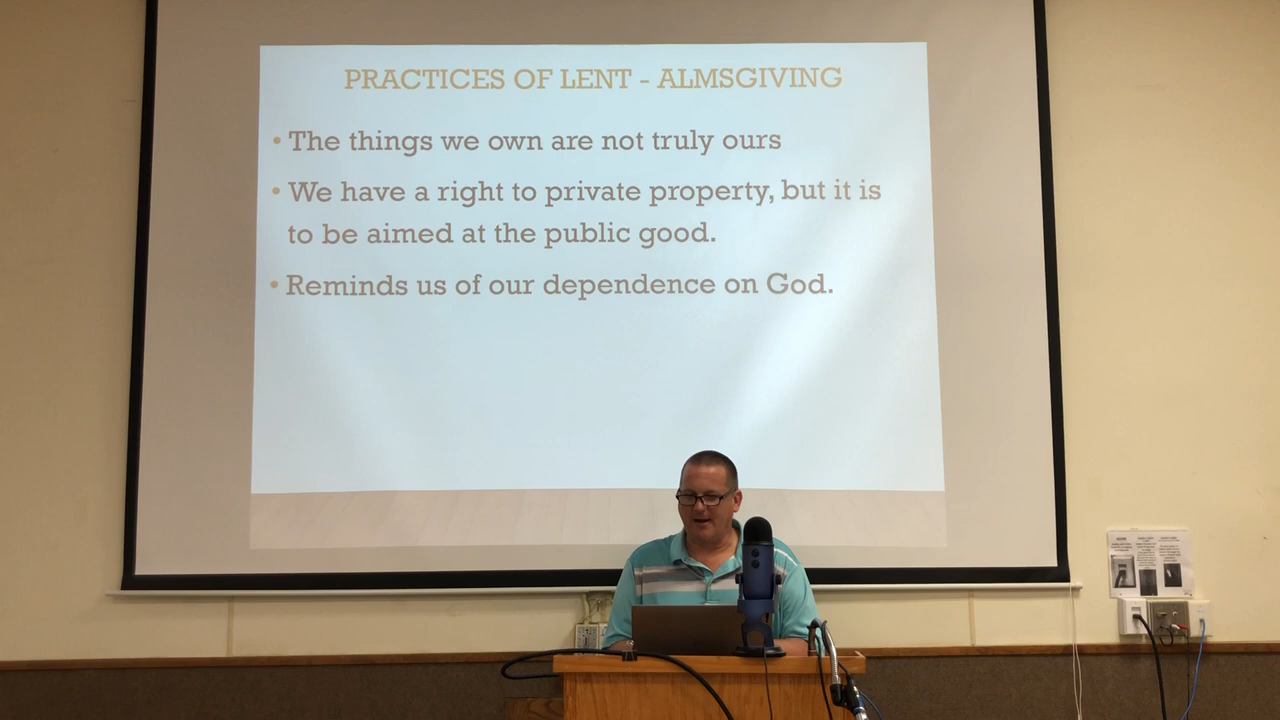 PRACTICES OF LENT - ALMSGIVING
• The things we own are not truly ours
• We have a right to private property, but it is
to be aimed at the public good.
• Reminds us of our dependence on God.